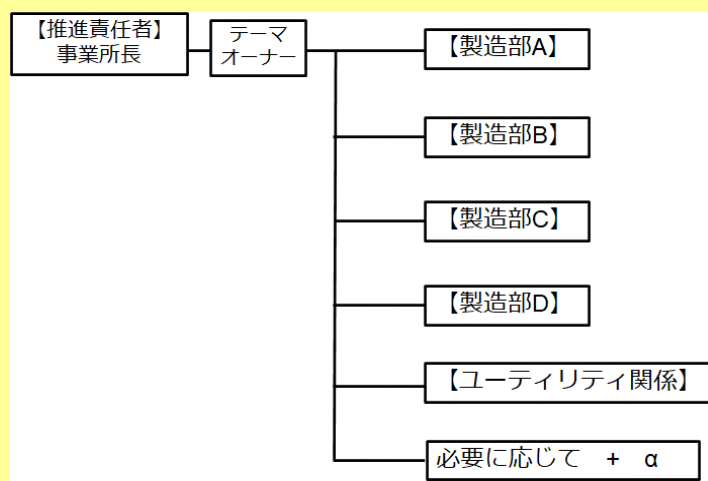 【推進責任者】
事業所長
テーマ
オーナー
【製造部A】
【製造部B】
【製造部C】
【製造部D】
【ユーティリティ関係】
必要に応じて　+　α